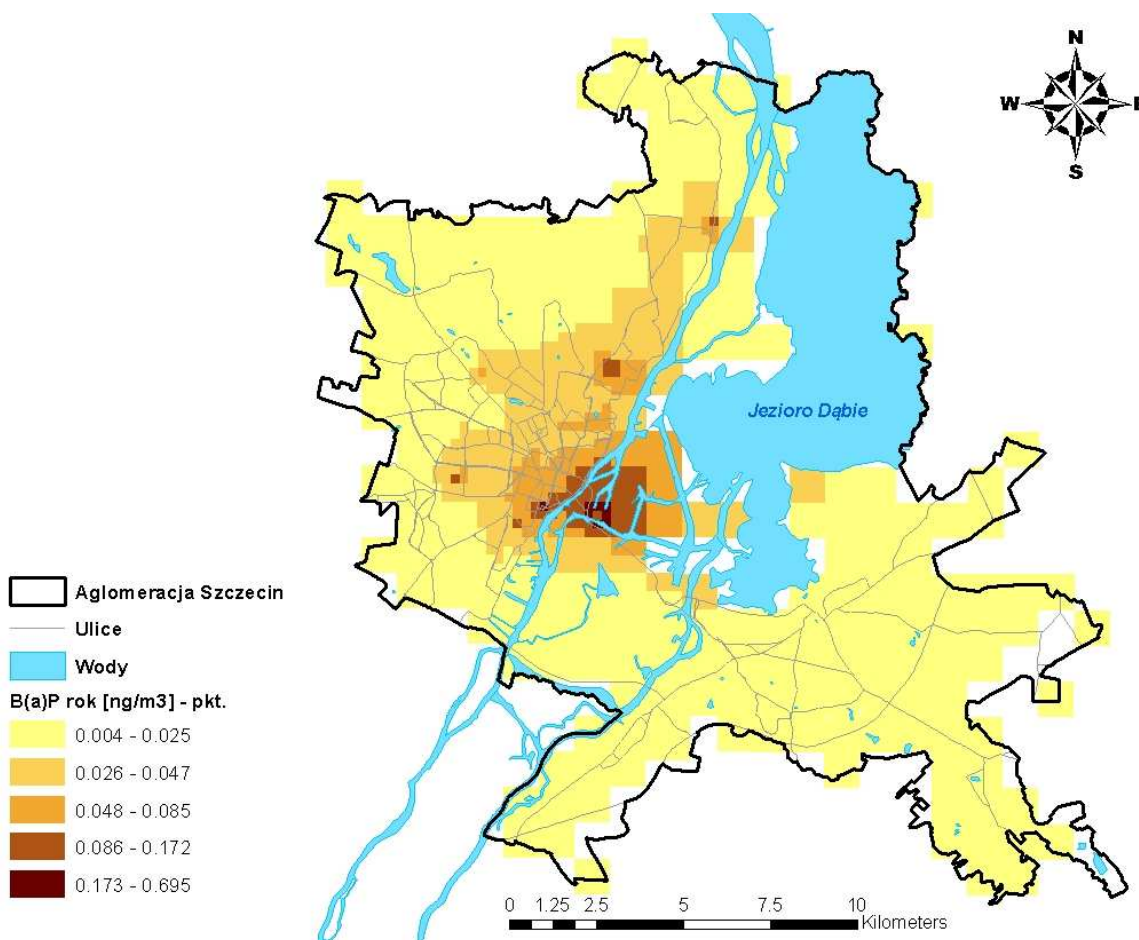 N
W
E
S
Jezioro Dąbie
Aglomeracja Szczecin
Ulice
Wody
B(a)P rok [ng/m3] - pkt.
0.004 - 0.025
0.026 - 0.047
0.048 - 0.085
0.086 - 0.172
0.173 - 0.695
0 1.25 2.5 5 7.5 10
Kilometers